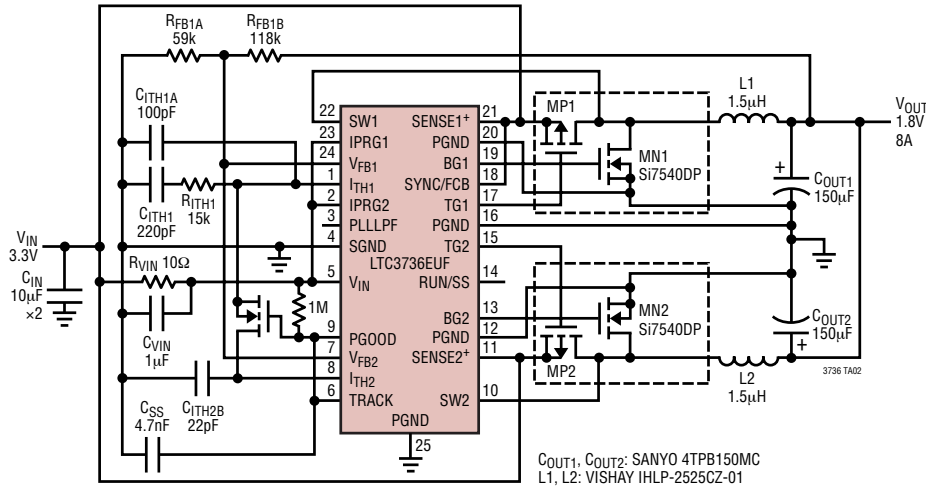 RFB1A
59k
RFB1B
118k
CITH1A
100pF
CITH1
220pF
RITH1
15k
VIN
3.3V
CIN
10µF
×2
RVIN 10Ω
CVIN
1µF
1M
CSS
4.7nF
CITH2B
22pF
22 SW1
23 IPRG1
24 VFB1
1 ITH1
2 IPRG2
3 PLLLPF
4 SGND
LTC3736EUF
5 VIN
9 PGOOD
7 VFB2
8 ITH2
6 TRACK
PGND
25
SENSE1+ 21
PGND 20
BG1 19
SYNC/FCB 18
TG1 17
PGND 16
TG2 15
RUN/SS 14
BG2 13
PGND 12
SENSE2+ 11
SW2 10
MP1
MN1
Si7540DP
MN2
Si7540DP
MP2
L1
1.5µH
VOUT
1.8V
8A
COUT1
150µF
+
COUT2
150µF
+
L2
1.5µH
3736 TA02
COUT1, COUT2: SANYO 4TPB150MC
L1, L2: VISHAY IHLP-2525CZ-01